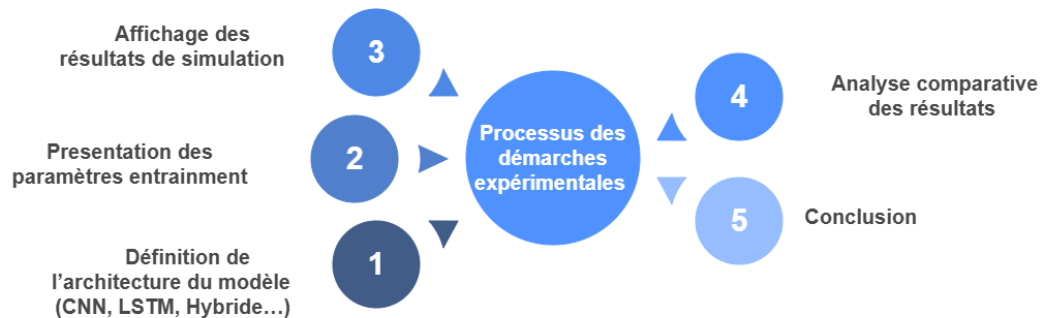 Affichage des
résultats de simulation
3
Presentation des
paramètres entrainment
2
Définition de
l'architecture du modèle
(CNN, LSTM, Hybride…)
1
Processus des
démarches
expérimentales
4
Analyse comparative
des résultats
5
Conclusion